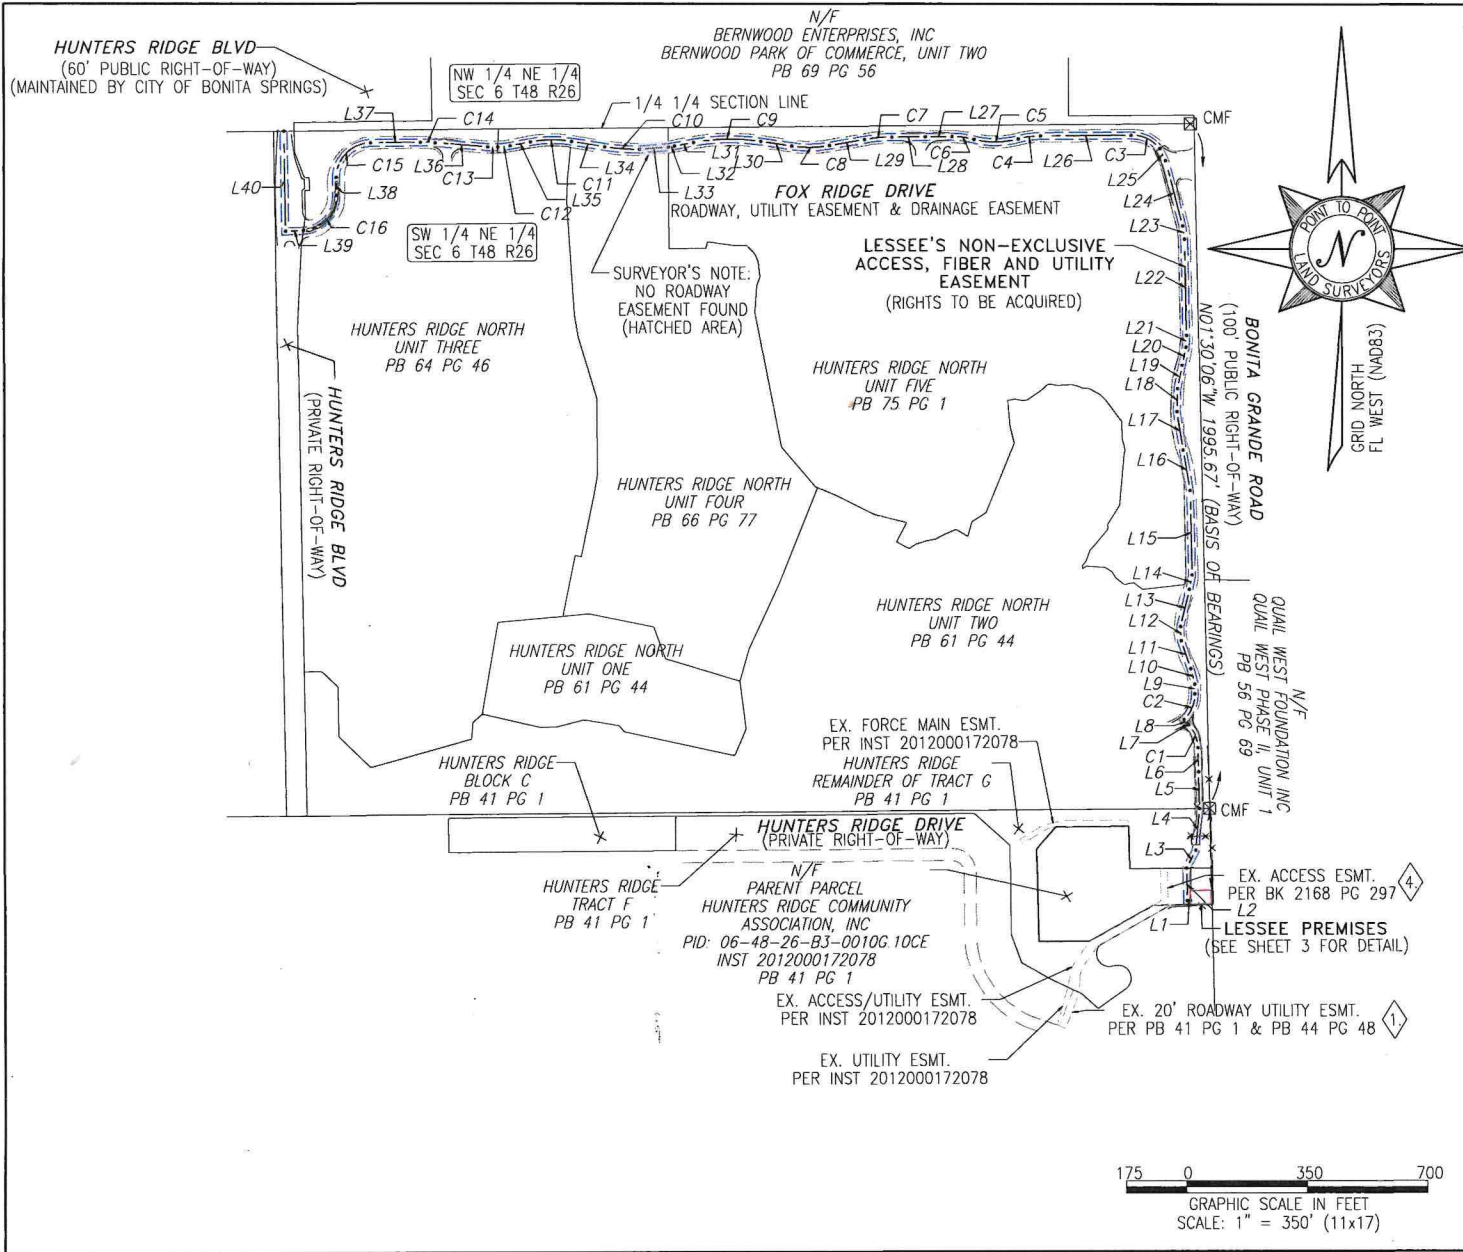 N/F
BERNWOOD ENTERPRISES, INC
BERNWOOD PARK OF COMMERCE, UNIT TWO
PB 69 PG 56
HUNTERS RIDGE BLVD
(60' PUBLIC RIGHT-OF-WAY)
(MAINTAINED BY CITY OF BONITA SPRINGS)
NW 1/4 NE 1/4
SEC 6 T48 R26
1/4 1/4 SECTION LINE
L37
C14
C10
C9
C7
L27
C5
CMF
C15
L36
C13
L34
L31
L30
C8
L29
C6
L28
C4
L26
C3
L40
L38
C11
L35
C12
L32
L33
L25
L24
C16
L39
SW 1/4 NE 1/4
SEC 6 T48 R26
FOX RIDGE DRIVE
ROADWAY, UTILITY EASEMENT & DRAINAGE EASEMENT
L23
L22
LESSEE'S NON-EXCLUSIVE
ACCESS, FIBER AND UTILITY
EASEMENT
(RIGHTS TO BE ACQUIRED)
SURVEYOR'S NOTE:
NO ROADWAY
EASEMENT FOUND
(HATCHED AREA)
POINT TO POINT
LAND SURVEYORS
N
GRID NORTH
FL WEST (NAD83)
HUNTERS RIDGE NORTH
UNIT THREE
PB 64 PG 46
HUNTERS RIDGE BLVD
(PRIVATE RIGHT-OF-WAY)
HUNTERS RIDGE NORTH
UNIT FIVE
PB 75 PG 1
L21
L20
L19
L18
L17
L16
L15
L14
L13
L12
L11
L10
L9
C2
L8
L7
C1
L6
L5
L4
L3
BONITA GRANDE ROAD
(100' PUBLIC RIGHT-OF-WAY)
N01°30'06"W 1995.67' (BASIS OF BEARINGS)
HUNTERS RIDGE NORTH
UNIT FOUR
PB 66 PG 77
HUNTERS RIDGE NORTH
UNIT TWO
PB 61 PG 44
N/F
QUAIL WEST FOUNDATION INC
QUAIL WEST PHASE II, UNIT 1
PB 56 PG 69
HUNTERS RIDGE NORTH
UNIT ONE
PB 61 PG 44
EX. FORCE MAIN ESMT.
PER INST 2012000172078
HUNTERS RIDGE
REMAINDER OF TRACT G
PB 41 PG 1
HUNTERS RIDGE
BLOCK C
PB 41 PG 1
CMF
HUNTERS RIDGE DRIVE
(PRIVATE RIGHT-OF-WAY)
HUNTERS RIDGE
TRACT F
PB 41 PG 1
N/F
PARENT PARCEL
HUNTERS RIDGE COMMUNITY
ASSOCIATION, INC
PID: 06-48-26-B3-0010G.10CE
INST 2012000172078
PB 41 PG 1
EX. ACCESS ESMT.
PER BK 2168 PG 297
4.
L2
L1
LESSEE PREMISES
(SEE SHEET 3 FOR DETAIL)
EX. ACCESS/UTILITY ESMT.
PER INST 2012000172078
EX. 20' ROADWAY UTILITY ESMT.
PER PB 41 PG 1 & PB 44 PG 48
1.
EX. UTILITY ESMT.
PER INST 2012000172078
175 0 350 700
GRAPHIC SCALE IN FEET
SCALE: 1" = 350' (11x17)